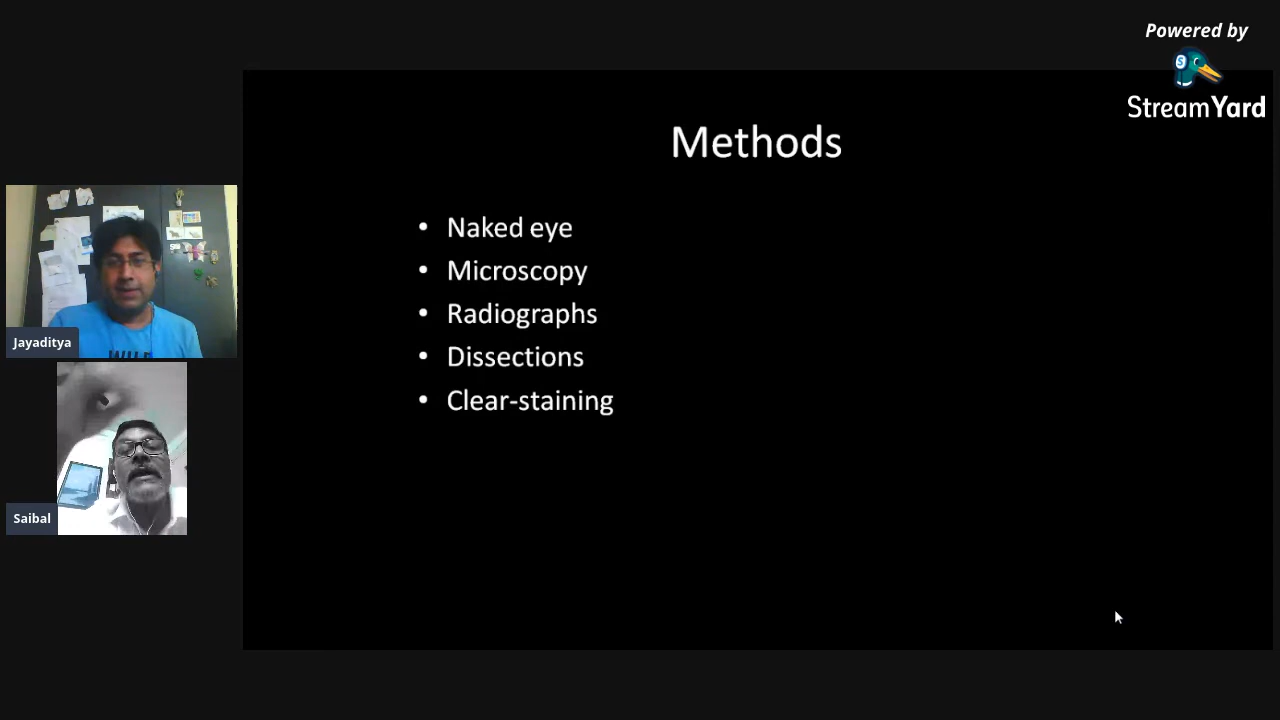 Powered by
StreamYard
Methods
• Naked eye
• Microscopy
• Radiographs
• Dissections
• Clear-staining
Jayaditya
Saibal